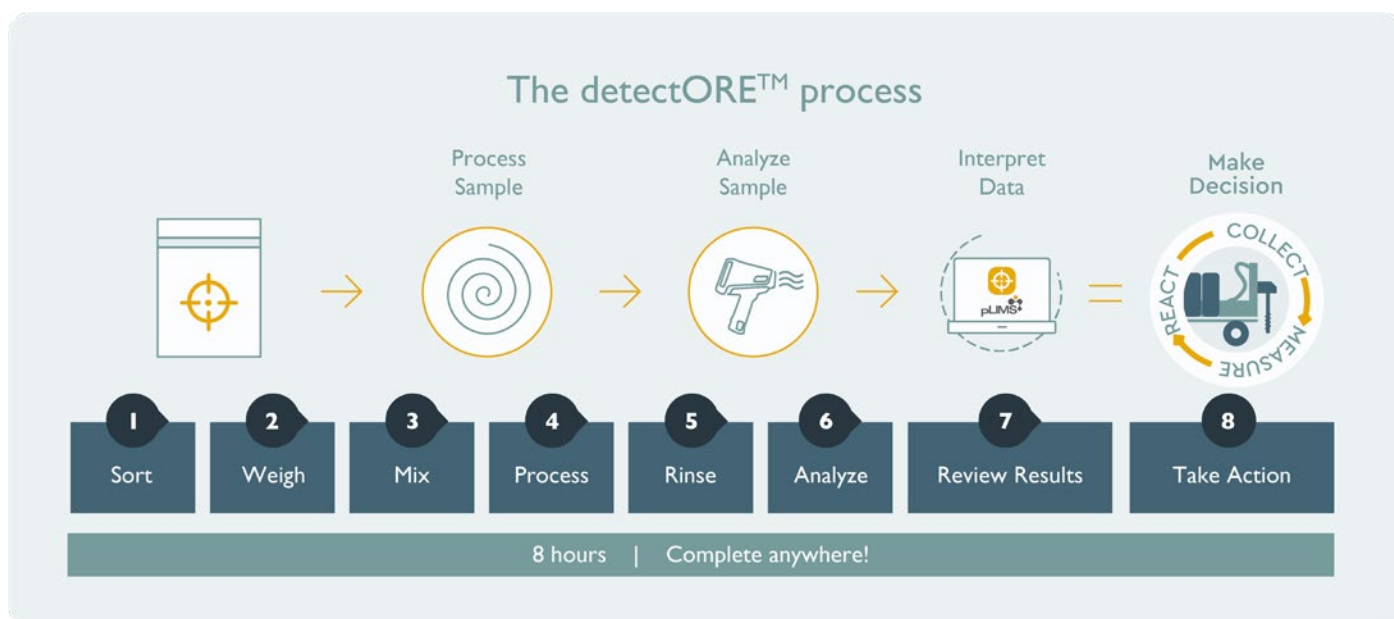 The detectORE™ process
Process
Sample
Analyze
Sample
Interpret
Data
Make
Decision
pLIMS
COLLECT
MEASURE
REACT
1
2
3
4
5
6
7
8
Sort
Weigh
Mix
Process
Rinse
Analyze
Review Results
Take Action
8 hours | Complete anywhere!